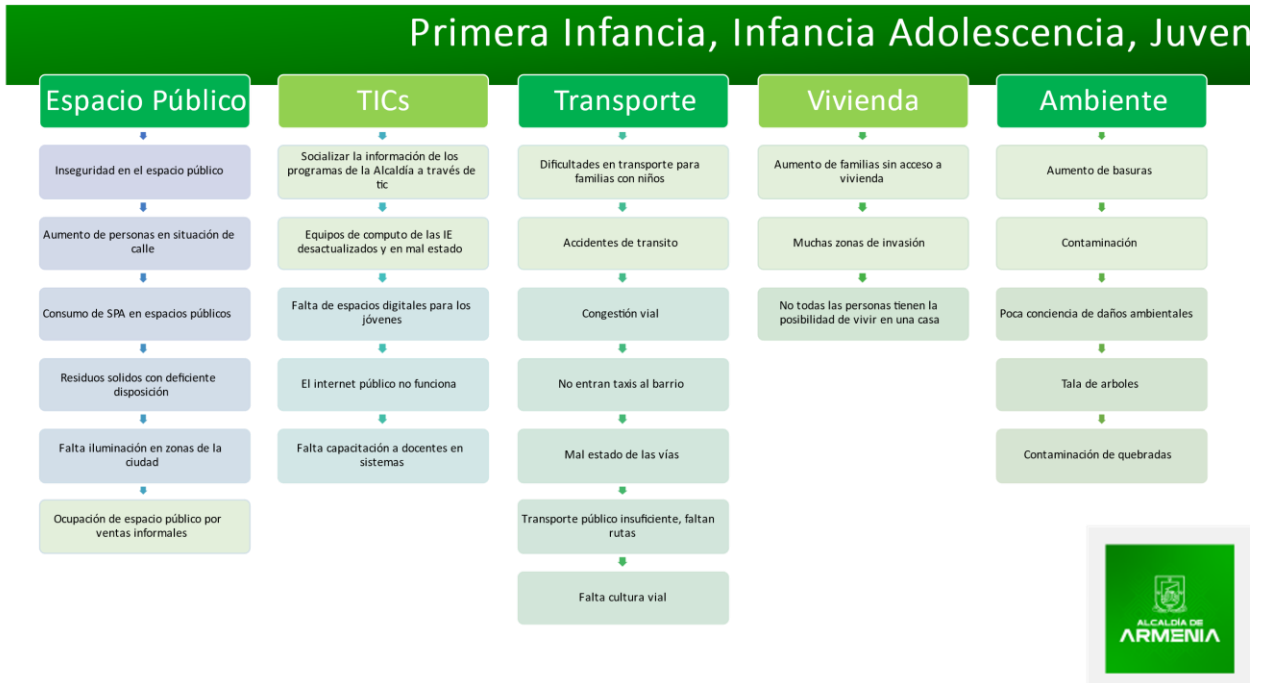 Primera Infancia, Infancia Adolescencia, Juven
Espacio Público
Inseguridad en el espacio público
Aumento de personas en situación de
calle
Consumo de SPA en espacios públicos
Residuos solidos con deficiente
disposición
Falta iluminación en zonas de la
ciudad
Ocupación de espacio público por
ventas informales
TICs
Socializar la información de los
programas de la Alcaldía a través de
tic
Equipos de computo de las IE
desactualizados y en mal estado
Falta de espacios digitales para los
jóvenes
El internet público no funciona
Falta capacitación a docentes en
sistemas
Transporte
Dificultades en transporte para
familias con niños
Accidentes de transito
Congestión vial
No entran taxis al barrio
Mal estado de las vías
Transporte público insuficiente, faltan
rutas
Falta cultura vial
Vivienda
Aumento de familias sin acceso a
vivienda
Muchas zonas de invasión
No todas las personas tienen la
posibilidad de vivir en una casa
Ambiente
Aumento de basuras
Contaminación
Poca conciencia de daños ambientales
Tala de arboles
Contaminación de quebradas
ALCALDÍA DE
ARMENIA